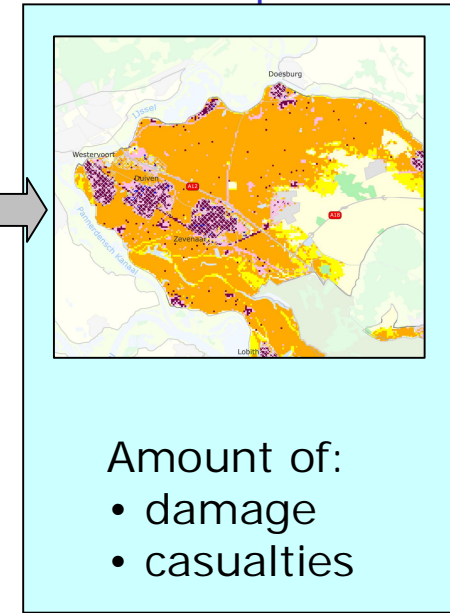 Doesburg
IJssel
Westervoort
Duiven
A12
A18
Pannerdensch Kanaal
Zevenaar
Lobith
Amount of:
• damage
• casualties